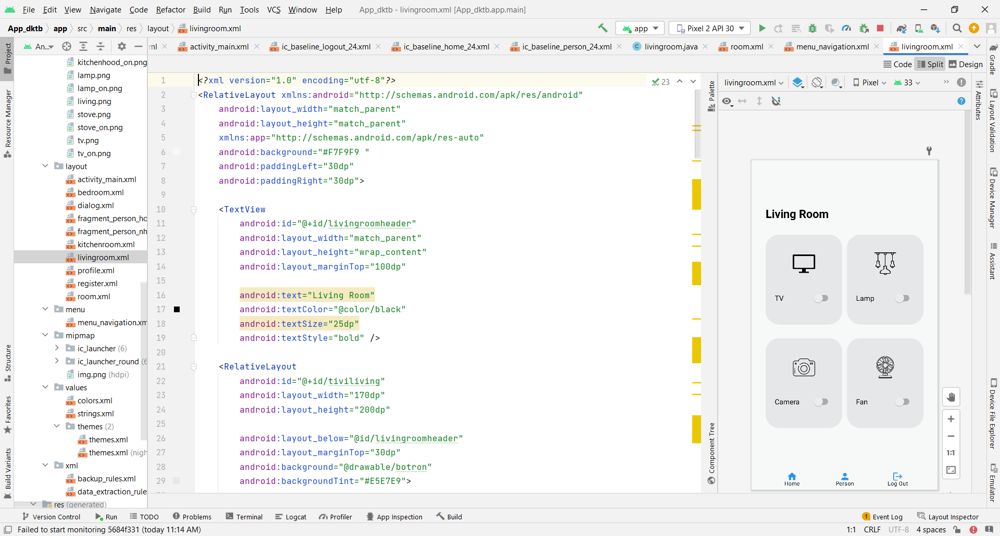 File Edit View Navigate Code Refactor Build Run Tools VCS Window Help App_dktb - livingroom.xml [App_dktb.app.main]
App_dktb app src main res layout livingroom.xml
app Pixel 2 API 30
An...
ml activity_main.xml ic_baseline_logout_24.xml ic_baseline_home_24.xml ic_baseline_person_24.xml livingroom.java room.xml menu_navigation.xml livingroom.xml
Code Split Design
Project
Resource Manager
Structure
Favorites
Build Variants
kitchenhood_on.png
lamp.png
lamp_on.png
living.png
stove.png
stove_on.png
tv.png
tv_on.png
layout
activity_main.xml
bedroom.xml
dialog.xml
fragment_person_ho
fragment_person_nh
kitchenroom.xml
livingroom.xml
profile.xml
register.xml
room.xml
menu
menu_navigation.xm
mipmap
ic_launcher (6)
ic_launcher_round (6
img.png (hdpi)
values
colors.xml
strings.xml
themes (2)
themes.xml
themes.xml (nigh
xml
backup_rules.xml
data_extraction_rule
res (generated)
1 <?xml version="1.0" encoding="utf-8"?>
2 <RelativeLayout xmlns:android="http://schemas.android.com/apk/res/android"
3 android:layout_width="match_parent"
4 android:layout_height="match_parent"
5 xmlns:app="http://schemas.android.com/apk/res-auto"
6 android:background="#F7F9F9 "
7 android:paddingLeft="30dp"
8 android:paddingRight="30dp">
9
10 <TextView
11 android:id="@+id/livingroomheader"
12 android:layout_width="match_parent"
13 android:layout_height="wrap_content"
14 android:layout_marginTop="100dp"
15
16 android:text="Living Room"
17 android:textColor="@color/black"
18 android:textSize="25dp"
19 android:textStyle="bold" />
20
21 <RelativeLayout
22 android:id="@+id/tiviliving"
23 android:layout_width="170dp"
24 android:layout_height="200dp"
25
26 android:layout_below="@id/livingroomheader"
27 android:layout_marginTop="30dp"
28 android:background="@drawable/botron"
29 android:backgroundTint="#E5E7E9">
23
Palette
Component Tree
livingroom.xml Pixel 33
Living Room
TV Lamp
Camera Fan
Home Person Log Out
1:1
Attributes
Gradle
Layout Validation
Device Manager
Assistant
Device File Explorer
Emulator
Version Control Run TODO Problems Terminal Logcat Profiler App Inspection Build 1 Event Log Layout Inspector
Failed to start monitoring 5684f331 (today 11:14 AM) 1:1 CRLF UTF-8 4 spaces